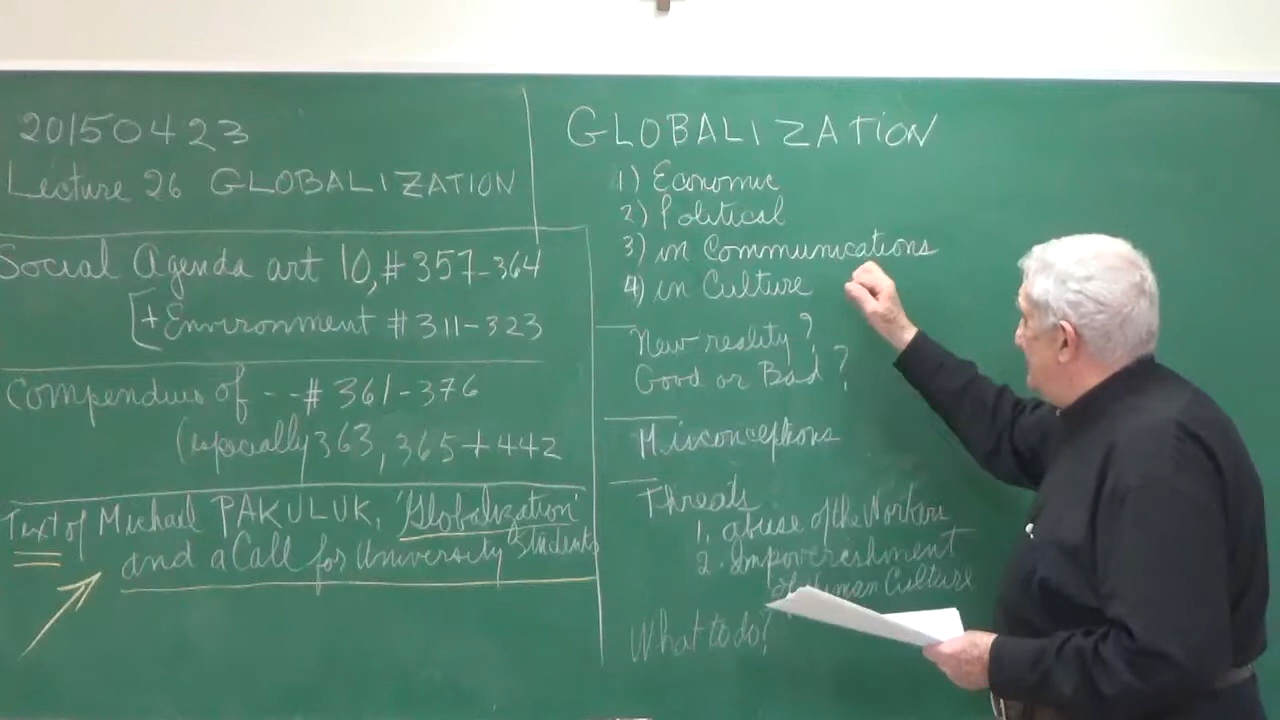 20150423
Lecture 26 GLOBALIZATION
Social Agenda art 10, #357-364
[+Environment #311-323
Compendium of --#361-376
(especially 363, 365+442
Text of Michael PAKULUK, 'Globalization'
and a Call for University Students
GLOBALIZATION
1) Economic
2) Political
3) in Communications
4) in Culture
New reality?
Good or Bad?
Misconceptions
Threats
1. abuse of the Workers
2. Impoverishment
of Human Culture
What to do?